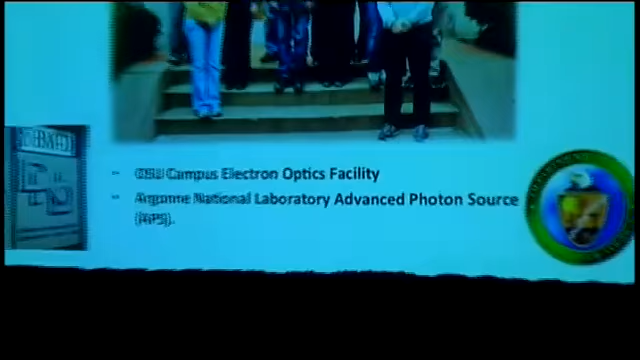 - OSU Campus Electron Optics Facility
- Argonne National Laboratory Advanced Photon Source
(APS).